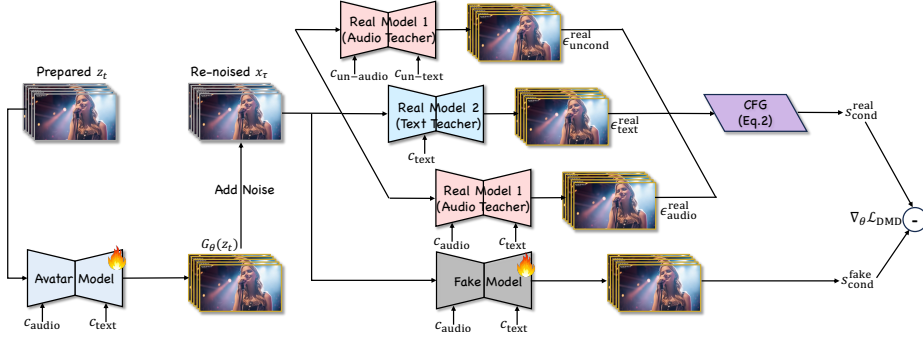 Prepared z_t
Avatar Model
c_audio
c_text
G_θ(z_t)
Add Noise
Re-noised x_τ
Real Model 1
(Audio Teacher)
c_un−audio
c_un−text
ϵ^real_uncond
Real Model 2
(Text Teacher)
c_text
ϵ^real_text
Real Model 1
(Audio Teacher)
c_audio
c_text
ϵ^real_audio
Fake Model
c_audio
c_text
CFG
(Eq.2)
s^real_cond
∇_θ ℒ_DMD
-
s^fake_cond